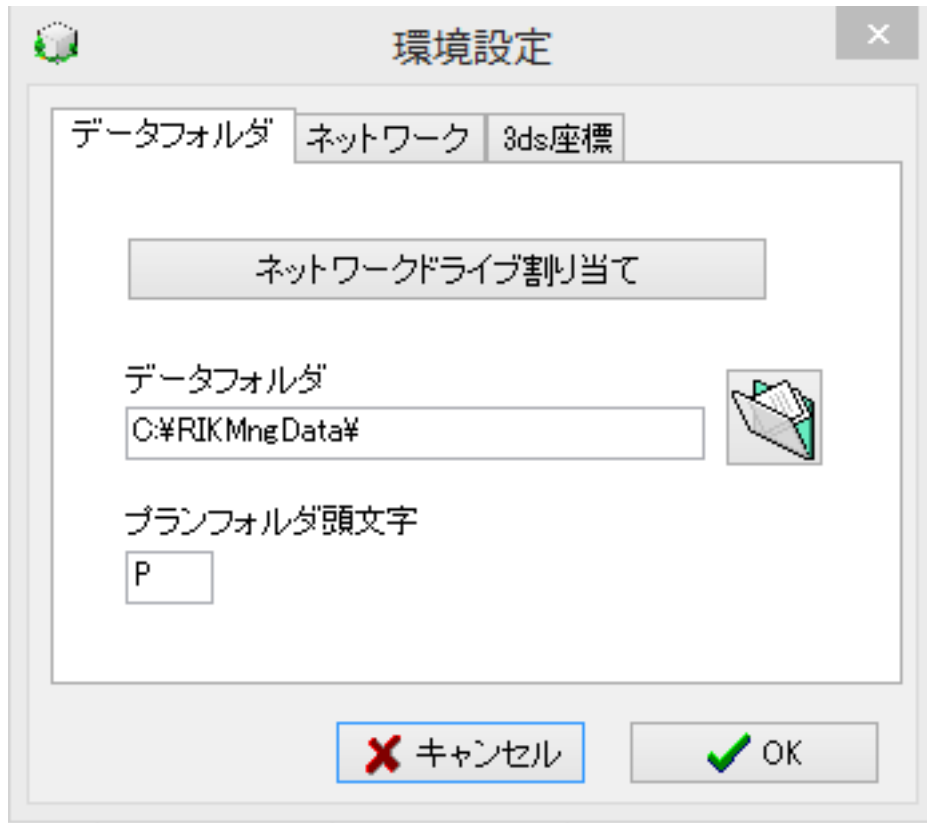 環境設定
データフォルダ ネットワーク 3ds座標
ネットワークドライブ割り当て
データフォルダ
C:¥RIKMngData¥
プランフォルダ頭文字
P
キャンセル OK